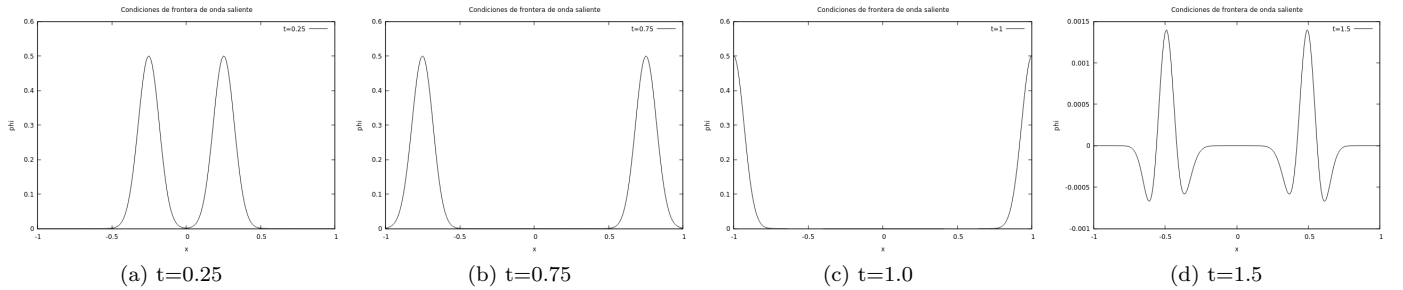 Condiciones de frontera de onda saliente
t=0.25
phi
0.6
0.5
0.4
0.3
0.2
0.1
0
-1
-0.5
0
0.5
1
x
(a) t=0.25
Condiciones de frontera de onda saliente
t=0.75
phi
0.6
0.5
0.4
0.3
0.2
0.1
0
-1
-0.5
0
0.5
1
x
(b) t=0.75
Condiciones de frontera de onda saliente
t=1
phi
0.6
0.5
0.4
0.3
0.2
0.1
0
-1
-0.5
0
0.5
1
x
(c) t=1.0
Condiciones de frontera de onda saliente
t=1.5
phi
0.0015
0.001
0.0005
0
-0.0005
-0.001
-1
-0.5
0
0.5
1
x
(d) t=1.5